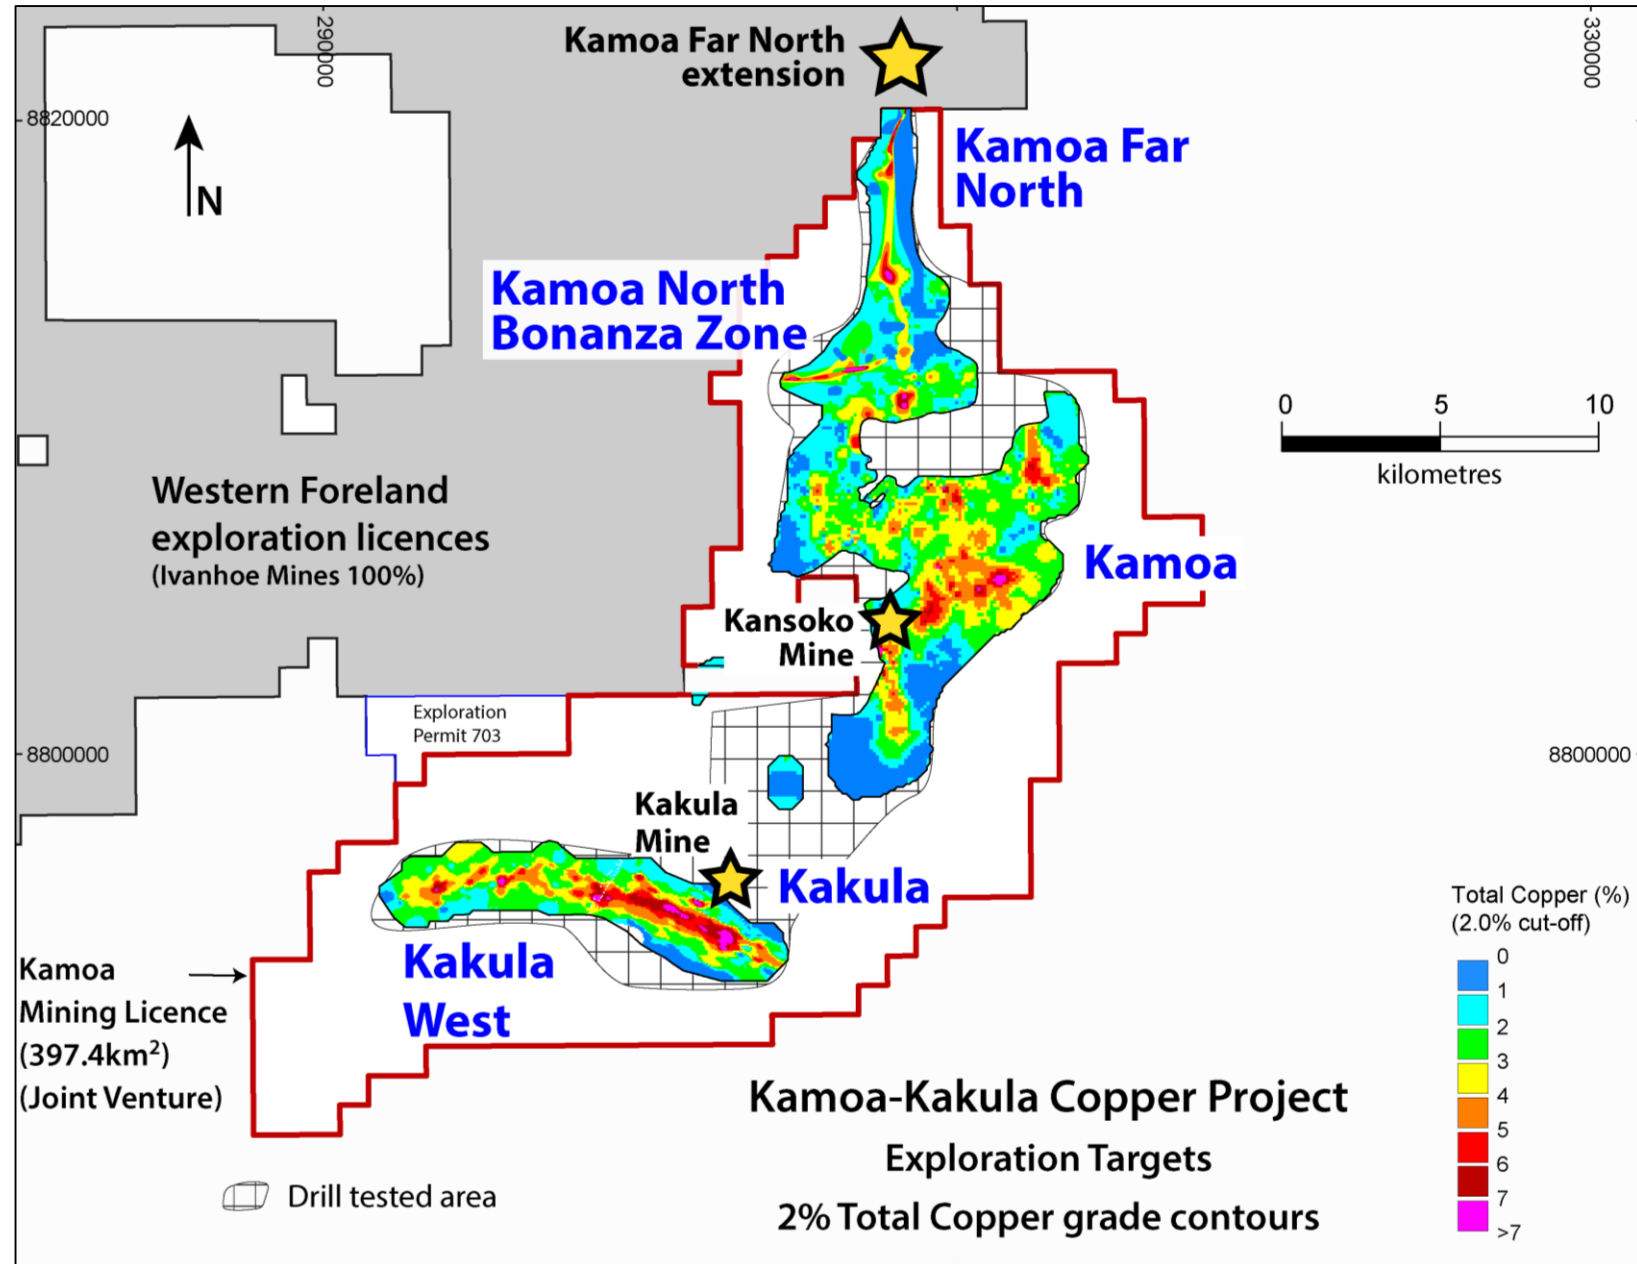 290000
330000
Kamoa Far North
extension
8820000
N
Kamoa Far
North
Kamoa North
Bonanza Zone
0 5 10
kilometres
Western Foreland
exploration licences
(Ivanhoe Mines 100%)
Kamoa
Kansoko
Mine
Exploration
Permit 703
8800000
8800000
Kakula
Mine
Kakula
Kakula
West
Kamoa
Mining Licence
(397.4km²)
(Joint Venture)
Total Copper (%)
(2.0% cut-off)
0
1
2
3
4
5
6
7
>7
Kamoa-Kakula Copper Project
Exploration Targets
2% Total Copper grade contours
Drill tested area